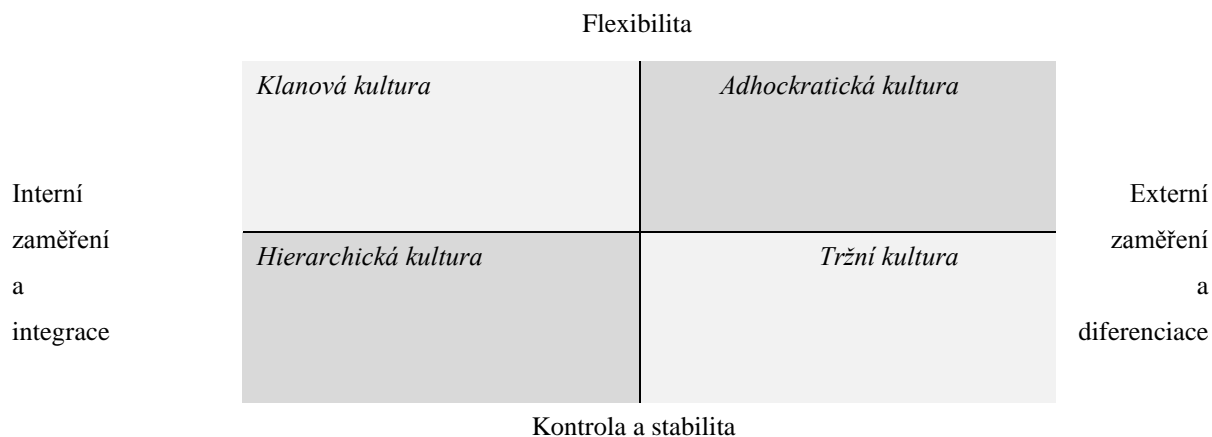 Flexibilita
Klanová kultura
Adhockratická kultura
Interní
zaměření
a
integrace
Externí
zaměření
a
diferenciace
Hierarchická kultura
Tržní kultura
Kontrola a stabilita